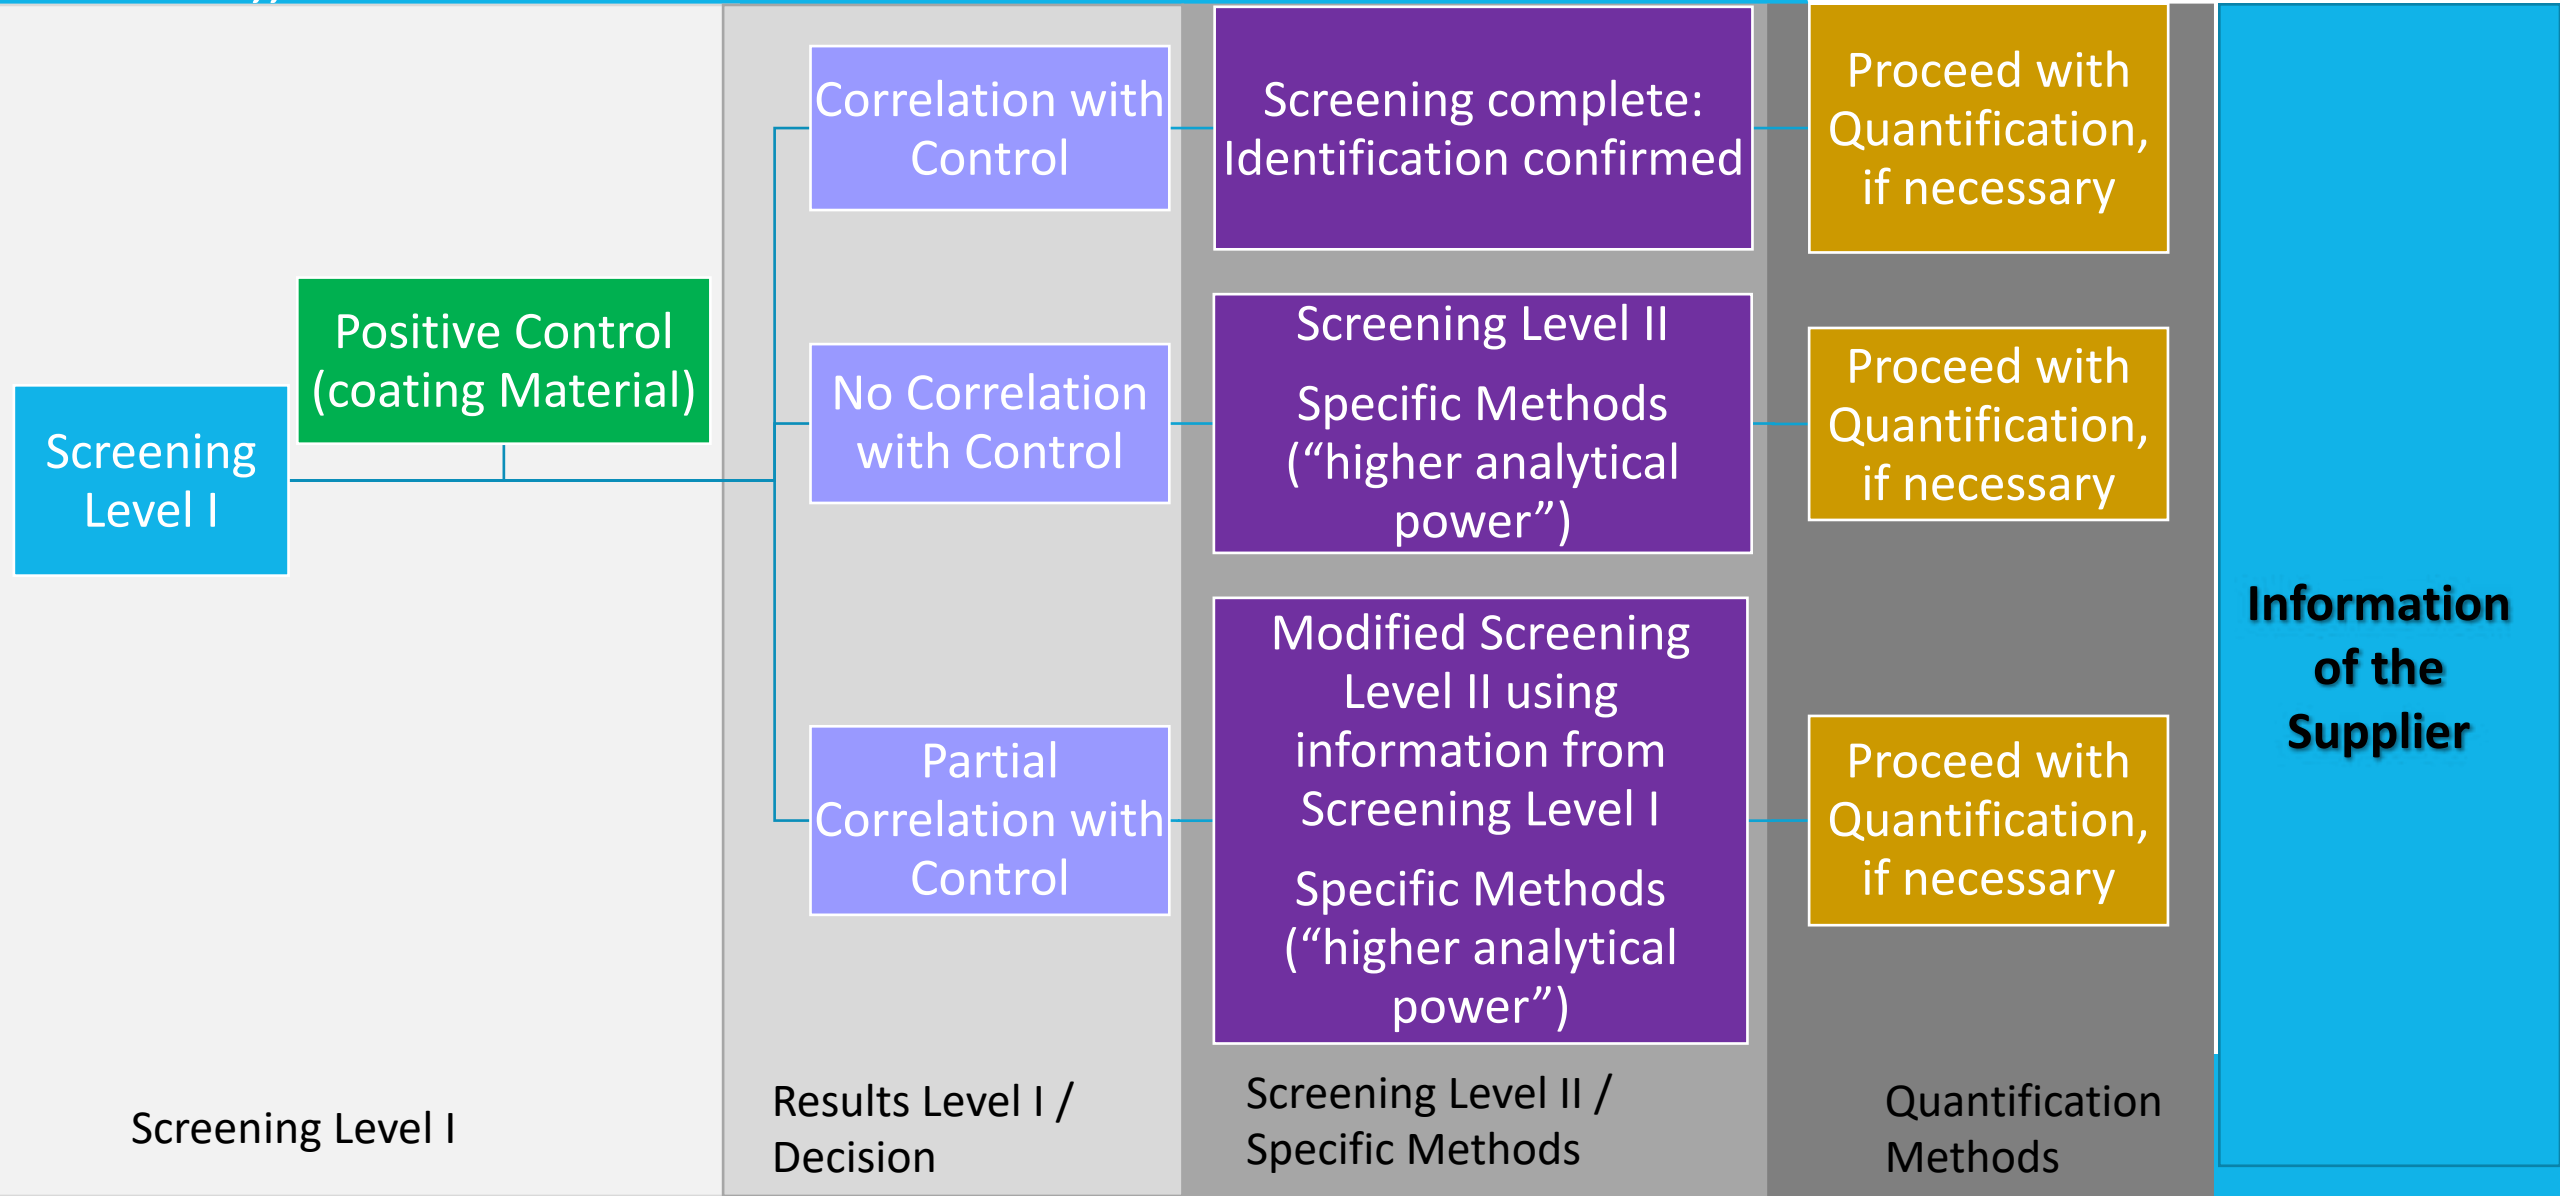 Screening
Level I
Positive Control
(coating Material)
Correlation with
Control
No Correlation
with Control
Partial
Correlation with
Control
Screening complete:
Identification confirmed
Screening Level II
Specific Methods
(“higher analytical
power”)
Modified Screening
Level II using
information from
Screening Level I
Specific Methods
(“higher analytical
power”)
Proceed with
Quantification,
if necessary
Proceed with
Quantification,
if necessary
Proceed with
Quantification,
if necessary
Information
of the
Supplier
Screening Level I
Results Level I /
Decision
Screening Level II /
Specific Methods
Quantification
Methods